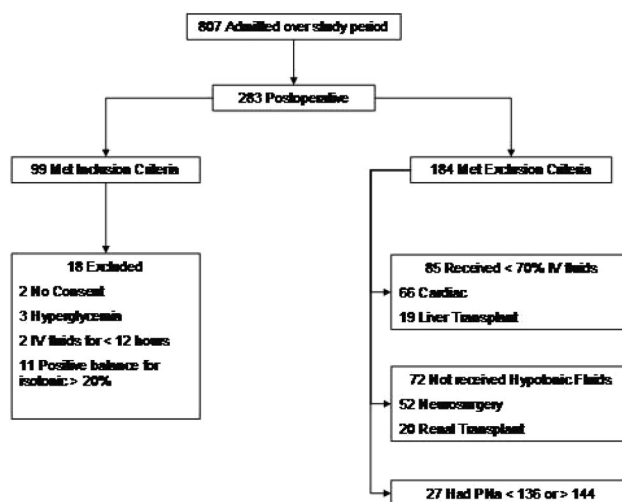 807 Admitted over study period
283 Postoperative
99 Met Inclusion Criteria
184 Met Exclusion Criteria
18 Excluded
2 No Consent
3 Hyperglycemia
2 IV fluids for < 12 hours
11 Positive balance for
isotonic > 20%
85 Received < 70% IV fluids
66 Cardiac
19 Liver Transplant
72 Not received Hypotonic Fluids
52 Neurosurgery
20 Renal Transplant
27 Had PNa < 136 or > 144